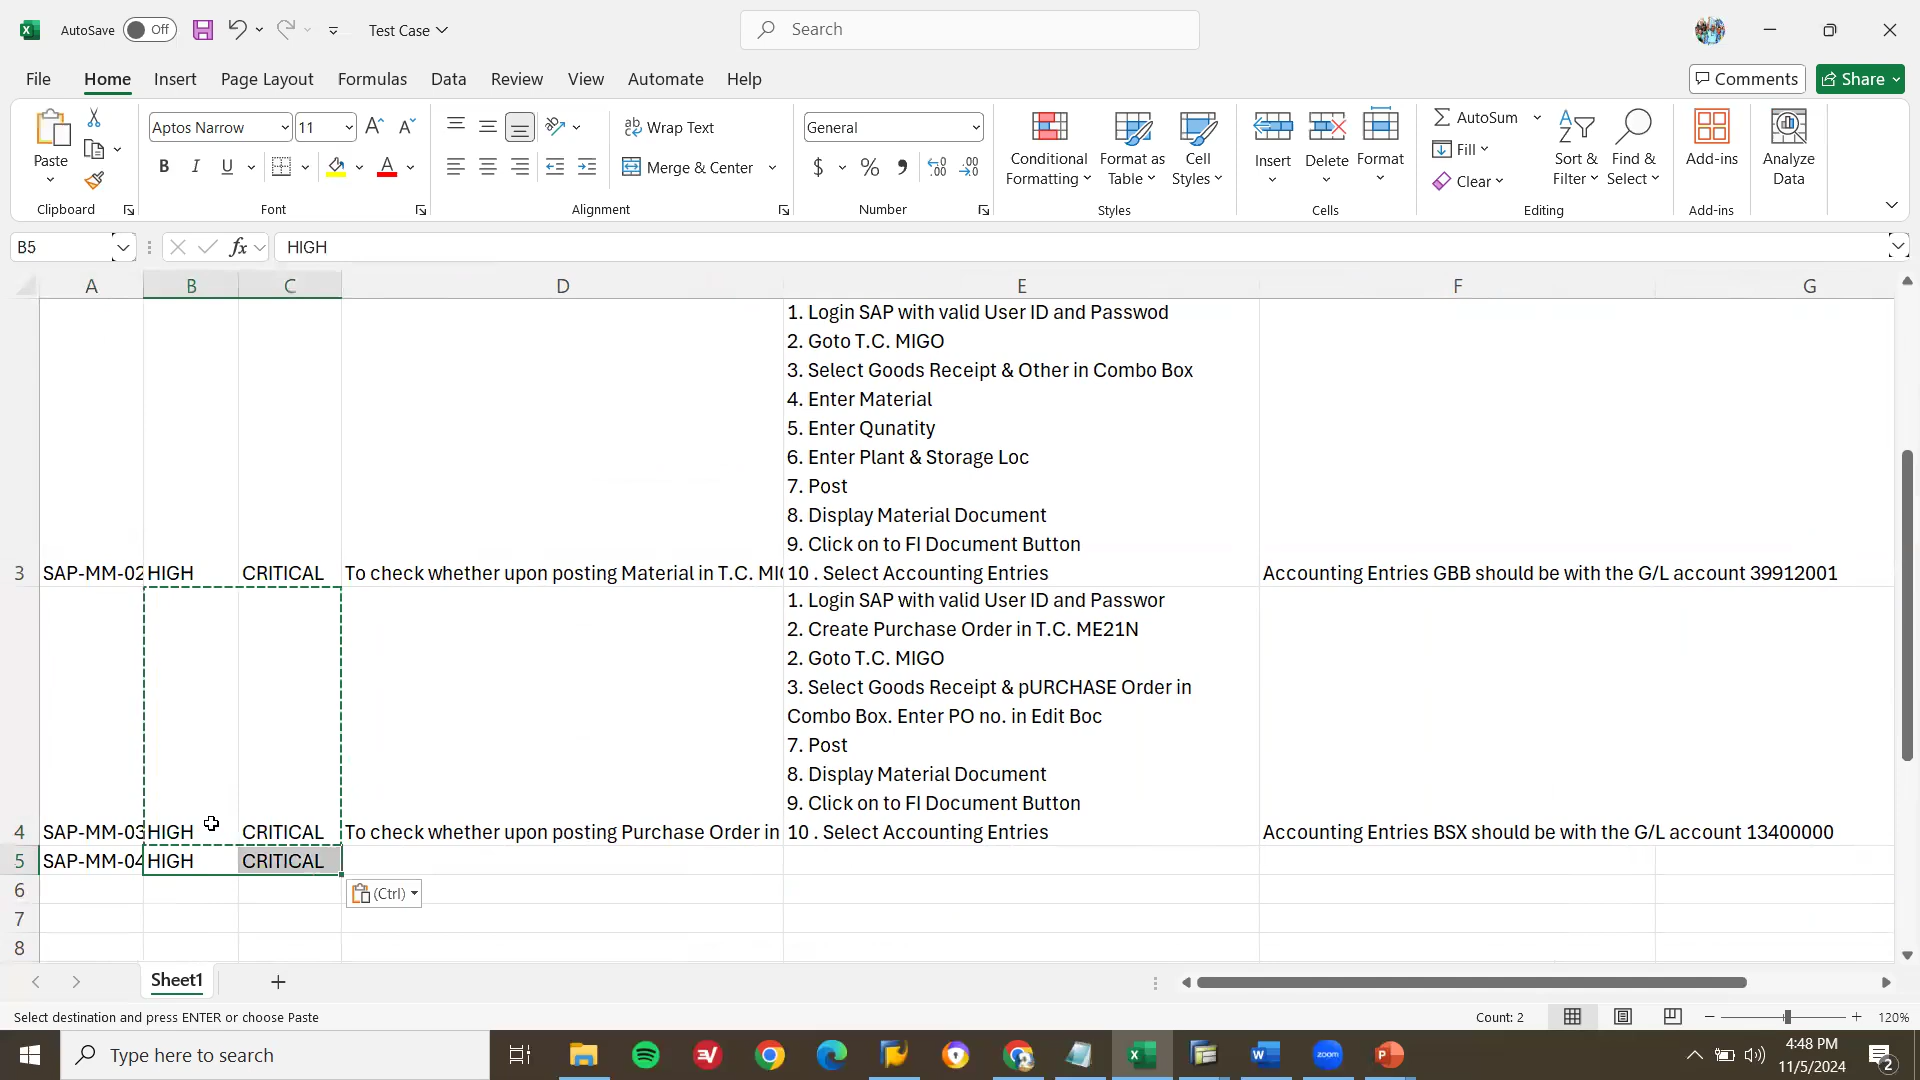 AutoSave Off Test Case Search
File Home Insert Page Layout Formulas Data Review View Automate Help Comments Share
Paste Aptos Narrow 11 Wrap Text General Conditional Formatting Format as Table Cell Styles Insert Delete Format AutoSum Sort & Filter Find & Select Add-ins Analyze Data
B I U A Merge & Center $ % Fill
Clear
Clipboard Font Alignment Number Styles Cells Editing Add-ins
B5 fx HIGH
A B C D E F G
1. Login SAP with valid User ID and Passwod
2. Goto T.C. MIGO
3. Select Goods Receipt & Other in Combo Box
4. Enter Material
5. Enter Qunatity
6. Enter Plant & Storage Loc
7. Post
8. Display Material Document
9. Click on to FI Document Button
3 SAP-MM-02 HIGH CRITICAL To check whether upon posting Material in T.C. MI 10 . Select Accounting Entries Accounting Entries GBB should be with the G/L account 39912001
1. Login SAP with valid User ID and Passwor
2. Create Purchase Order in T.C. ME21N
2. Goto T.C. MIGO
3. Select Goods Receipt & pURCHASE Order in
Combo Box. Enter PO no. in Edit Boc
7. Post
8. Display Material Document
9. Click on to FI Document Button
4 SAP-MM-03 HIGH CRITICAL To check whether upon posting Purchase Order in 10 . Select Accounting Entries Accounting Entries BSX should be with the G/L account 13400000
5 SAP-MM-04 HIGH CRITICAL
6 (Ctrl)
7
8
Sheet1
Select destination and press ENTER or choose Paste Count: 2 120%
Type here to search zoom 4:48 PM
11/5/2024 2